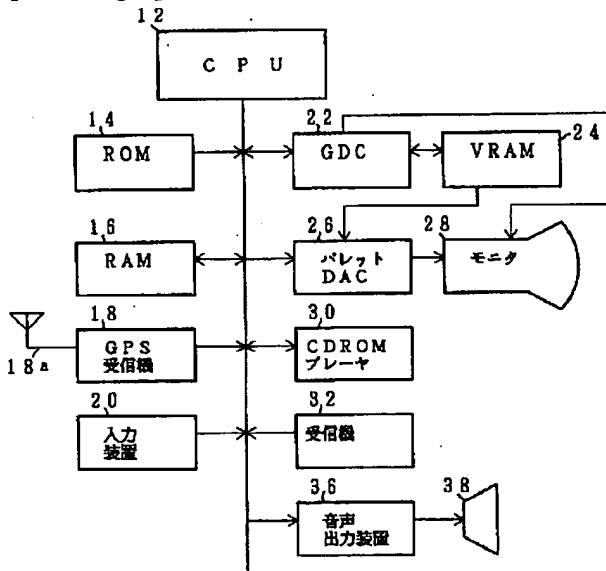 12
CPU
14
ROM
22
GDC
VRAM
24
16
RAM
26
パレット
DAC
28
モニタ
18
GPS
受信機
18a
30
CDROM
プレーヤ
20
入力
装置
32
受信機
36
音声
出力装置
38